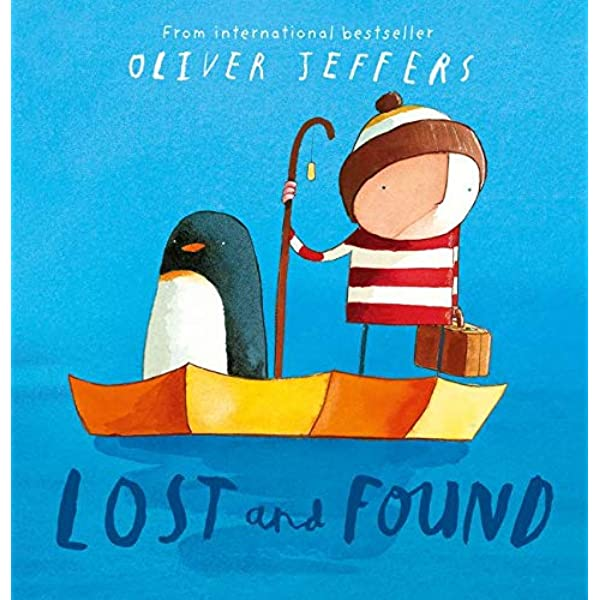 From international bestseller
OLIVER JEFFERS
LOST and FOUND